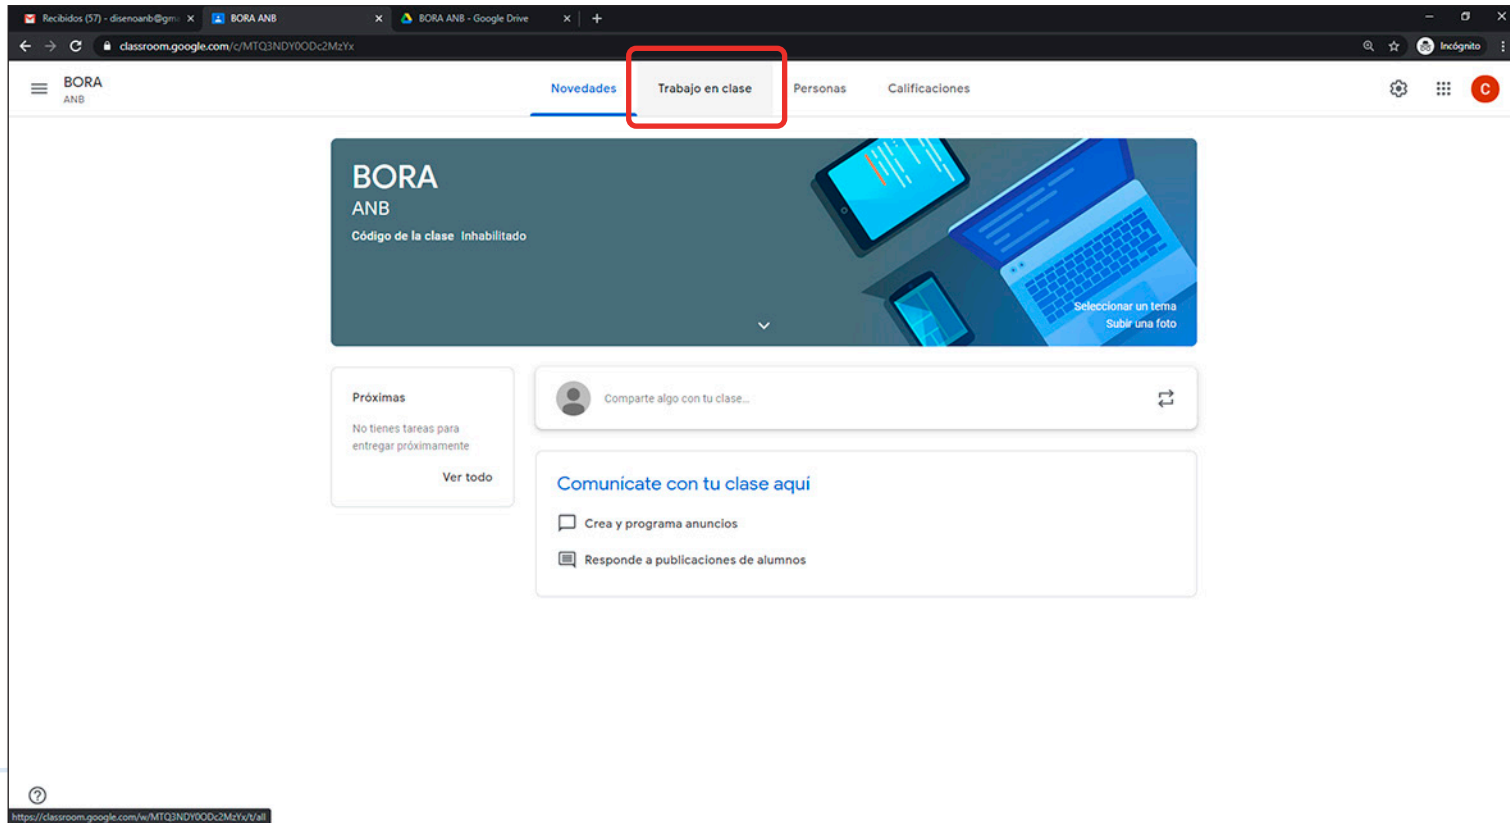 Recibidos (57) - disenoanb@gm
BORA ANB
BORA ANB - Google Drive
classroom.google.com/c/MTQ3NDY0ODc2MzYx
Incógnito
BORA
ANB
Novedades
Trabajo en clase
Personas
Calificaciones
C
BORA
ANB
Código de la clase Inhabilitado
Seleccionar un tema
Subir una foto
Próximas
No tienes tareas para
entregar próximamente
Ver todo
Comparte algo con tu clase...
Comunícate con tu clase aquí
Crea y programa anuncios
Responde a publicaciones de alumnos
https://classroom.google.com/w/MTQ3NDY0ODc2MzYx/t/all